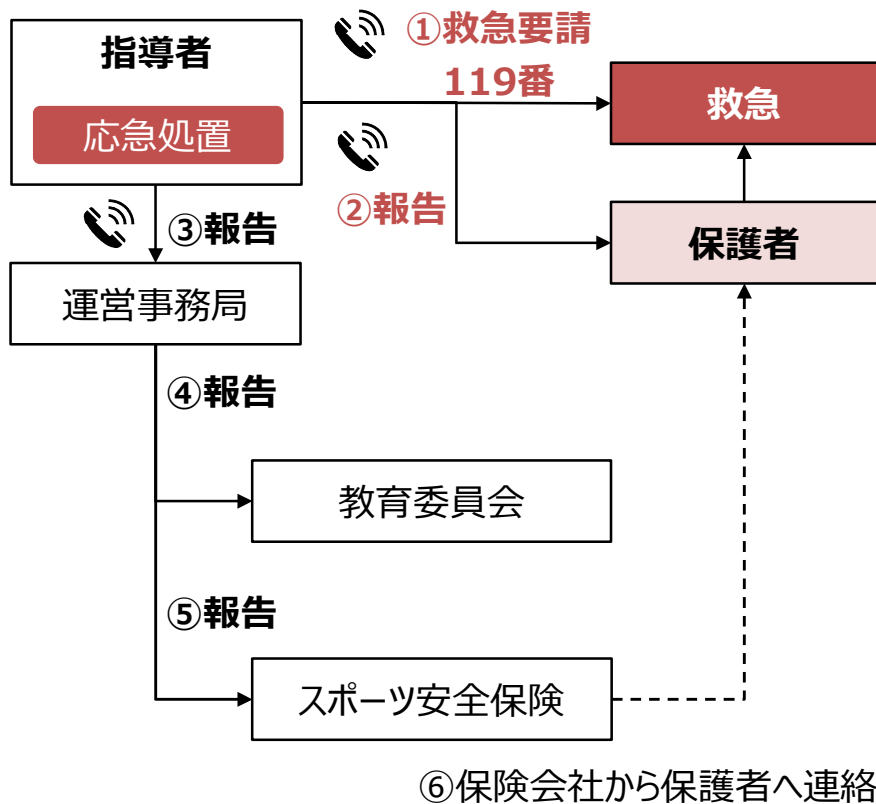 指導者
応急処置
①救急要請
119番
救急
②報告
保護者
③報告
運営事務局
④報告
教育委員会
⑤報告
スポーツ安全保険
⑥保険会社から保護者へ連絡